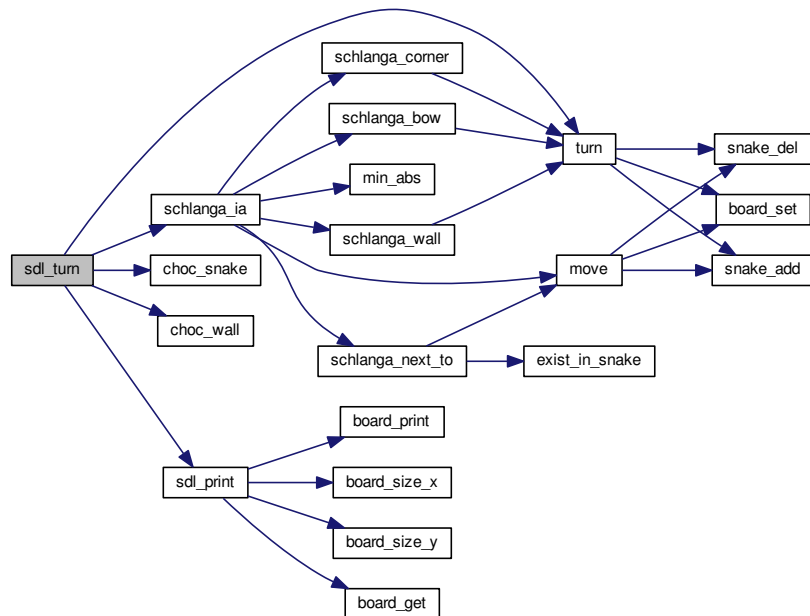 schlanga_corner
schlanga_bow
turn
snake_del
min_abs
schlanga_ia
board_set
schlanga_wall
sdl_turn
choc_snake
move
snake_add
choc_wall
schlanga_next_to
exist_in_snake
board_print
sdl_print
board_size_x
board_size_y
board_get